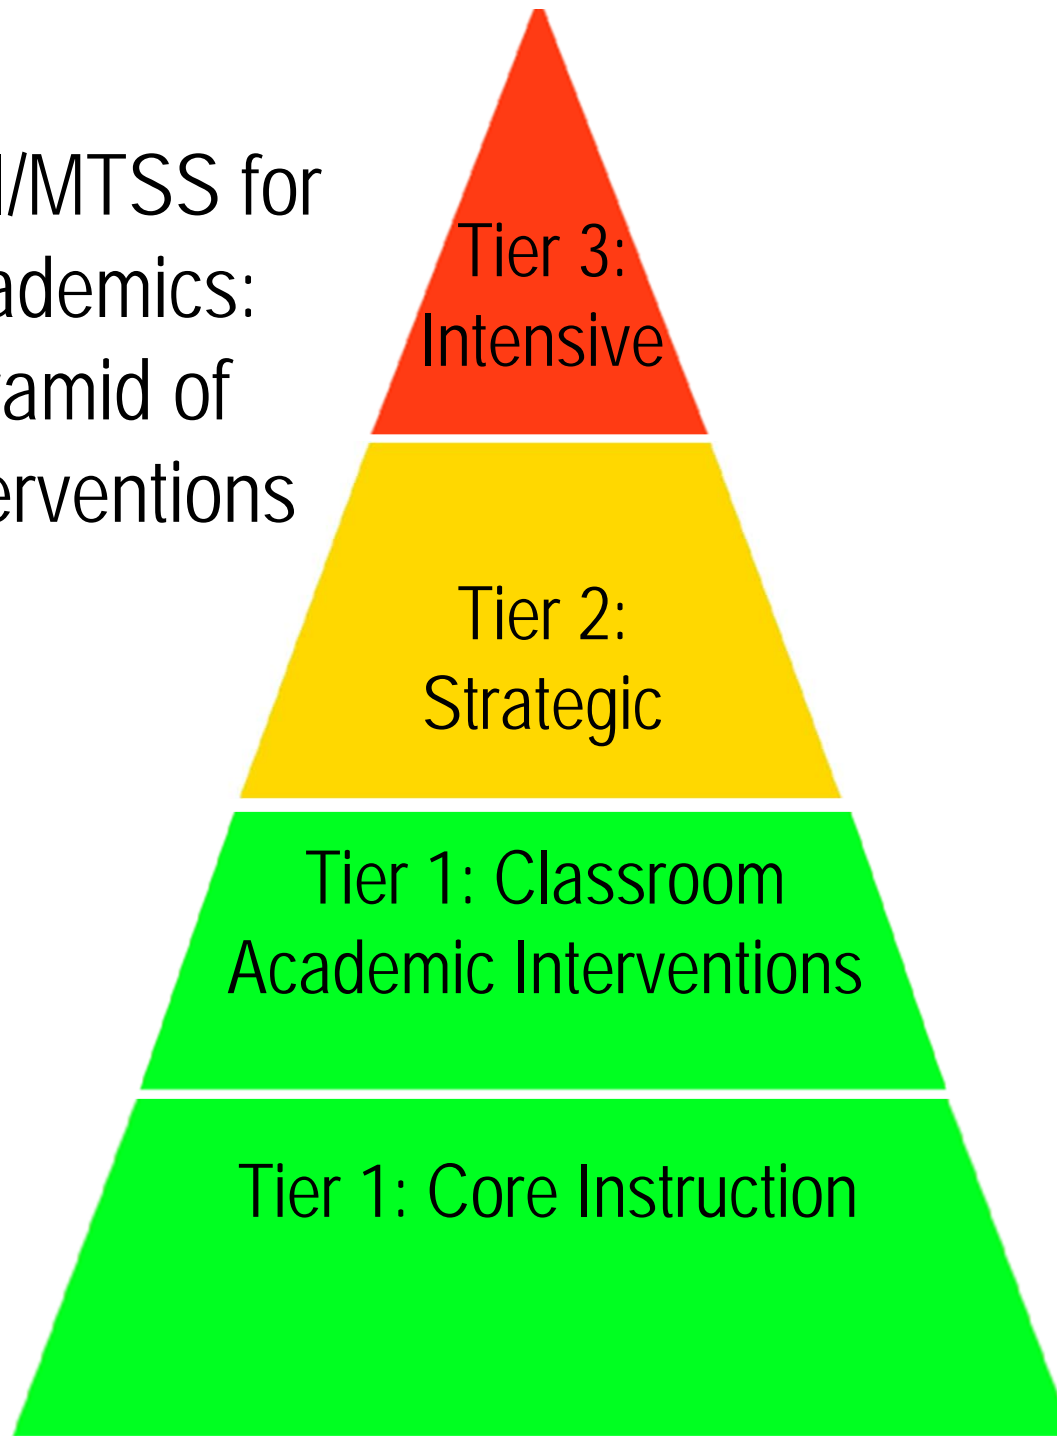 I/MTSS for
ademics:
amid of
erventions
Tier 3:
Intensive
Tier 2:
Strategic
Tier 1: Classroom
Academic Interventions
Tier 1: Core Instruction